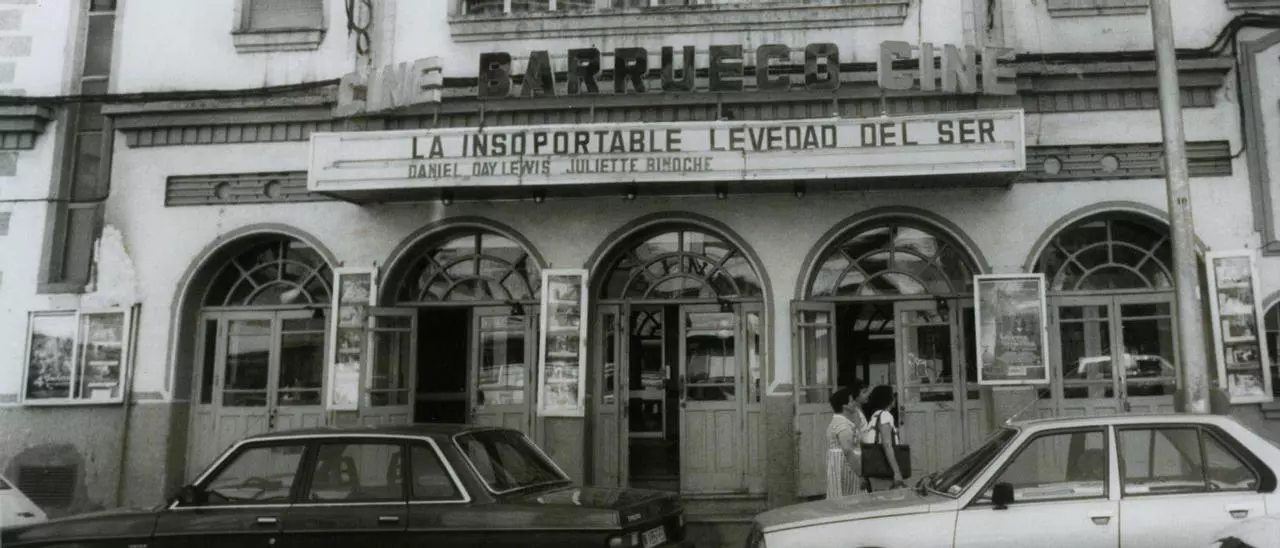 CINE BARRUECO CINE
LA INSOPORTABLE LEVEDAD DEL SER
DANIEL DAY LEWIS JULIETTE BINOCHE